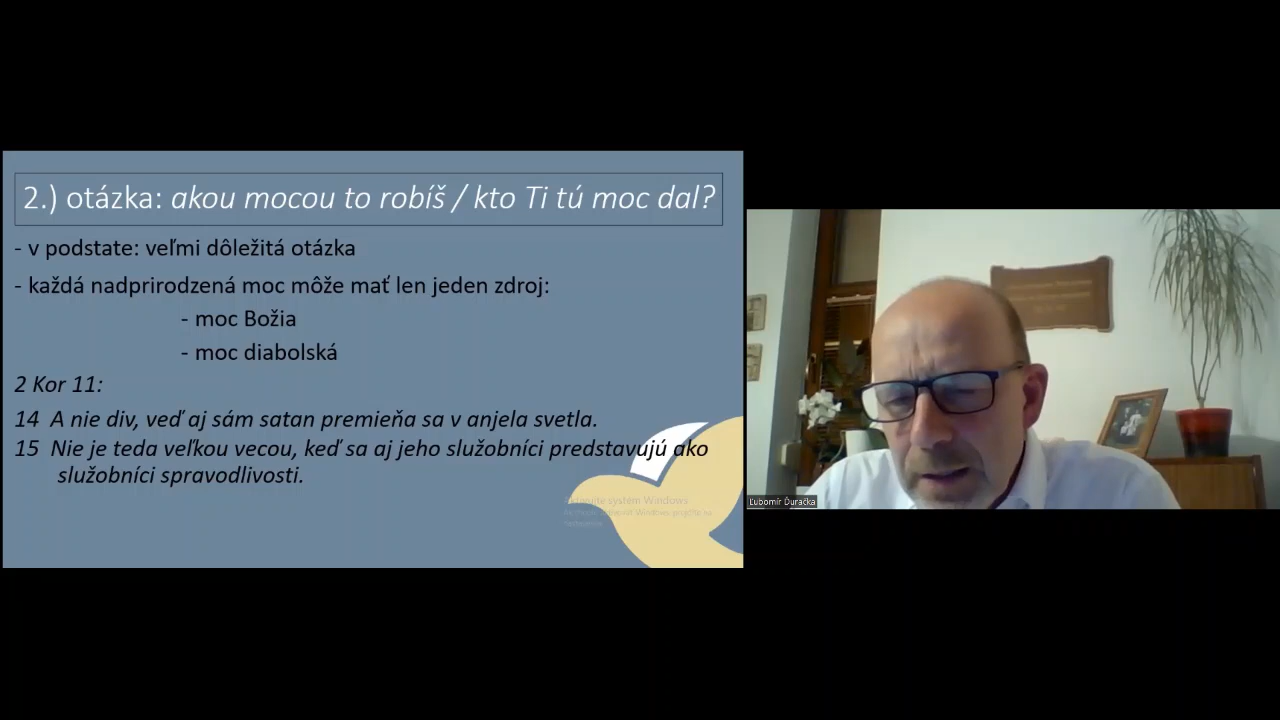 2.) otázka: akou mocou to robíš / kto Ti tú moc dal?
- v podstate: veľmi dôležitá otázka
- každá nadprirodzená moc môže mať len jeden zdroj:
- moc Božia
- moc diabolská
2 Kor 11:
14 A nie div, veď aj sám satan premieňa sa v anjela svetla.
15 Nie je teda veľkou vecou, keď sa aj jeho služobníci predstavujú ako
služobníci spravodlivosti.
systém Windows
Ľubomír Ďuračka